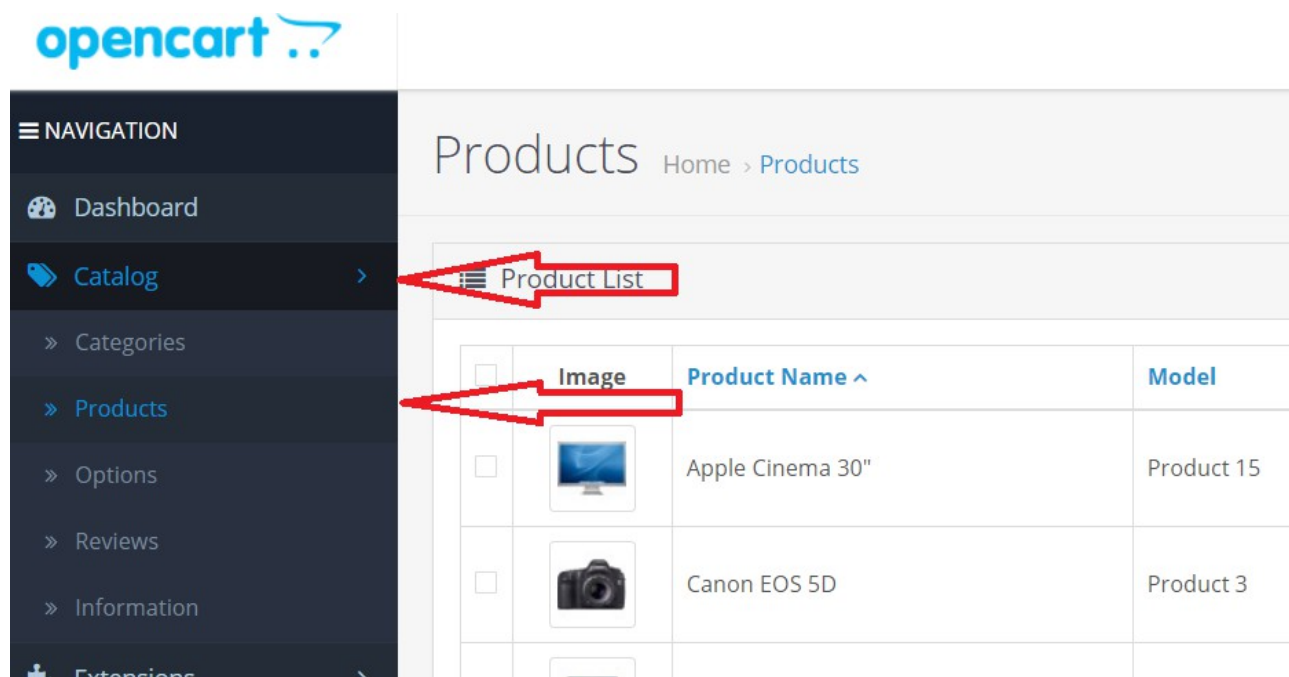 opencart
NAVIGATION
Dashboard
Catalog
Categories
Products
Options
Reviews
Information
Extensions
Products Home › Products
Product List
Image Product Name Model
Apple Cinema 30" Product 15
Canon EOS 5D Product 3